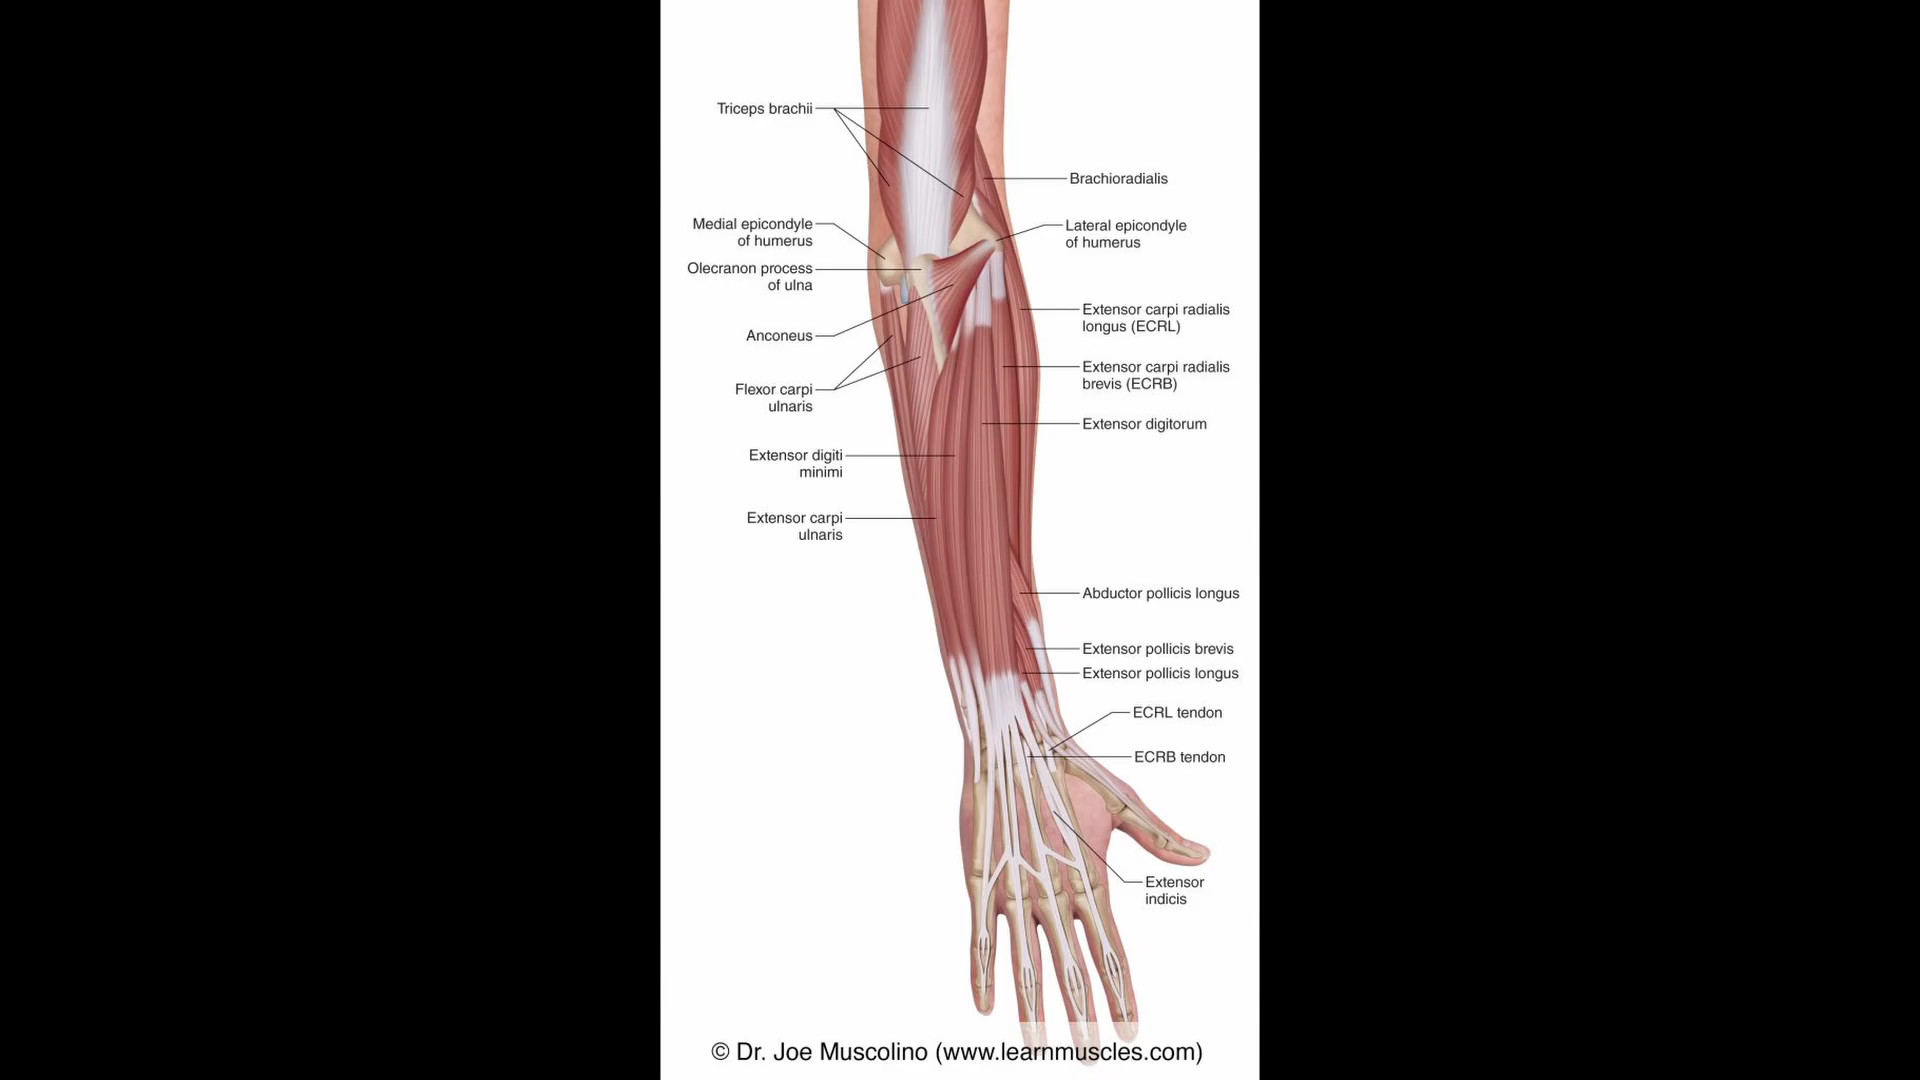 Triceps brachii
Brachioradialis
Medial epicondyle
of humerus
Lateral epicondyle
of humerus
Olecranon process
of ulna
Extensor carpi radialis
longus (ECRL)
Anconeus
Extensor carpi radialis
brevis (ECRB)
Flexor carpi
ulnaris
Extensor digitorum
Extensor digiti
minimi
Extensor carpi
ulnaris
Abductor pollicis longus
Extensor pollicis brevis
Extensor pollicis longus
ECRL tendon
ECRB tendon
Extensor
indicis
© Dr. Joe Muscolino (www.learnmuscles.com)